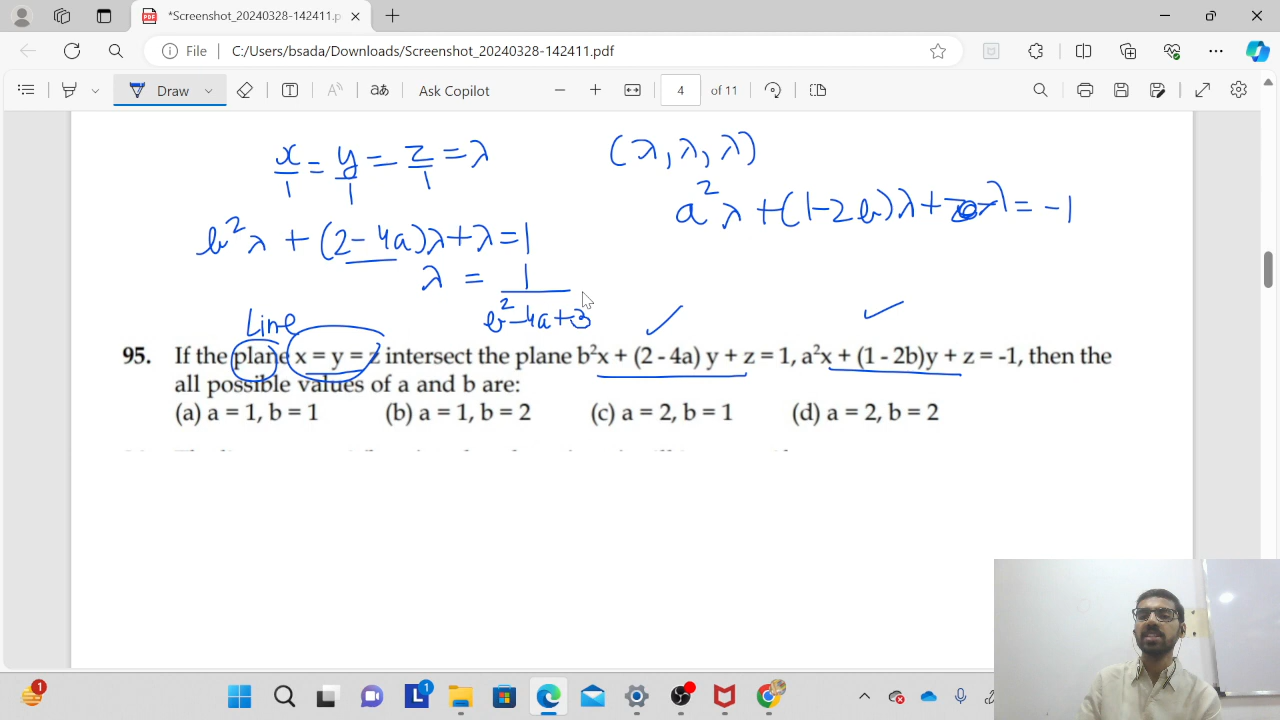 *Screenshot_20240328-142411.p
File C:/Users/bsada/Downloads/Screenshot_20240328-142411.pdf
Draw aあ Ask Copilot 4 of 11
x/1 = y/1 = z/1 = λ
(λ, λ, λ)
a²λ + (1-2b)λ + λ = -1
b²λ + (2-4a)λ + λ = 1
λ = 1/(b²-4a+3
Line
95. If the plane x = y = z intersect the plane b²x + (2 - 4a) y + z = 1, a²x + (1 - 2b)y + z = -1, then the
all possible values of a and b are:
(a) a = 1, b = 1 (b) a = 1, b = 2 (c) a = 2, b = 1 (d) a = 2, b = 2